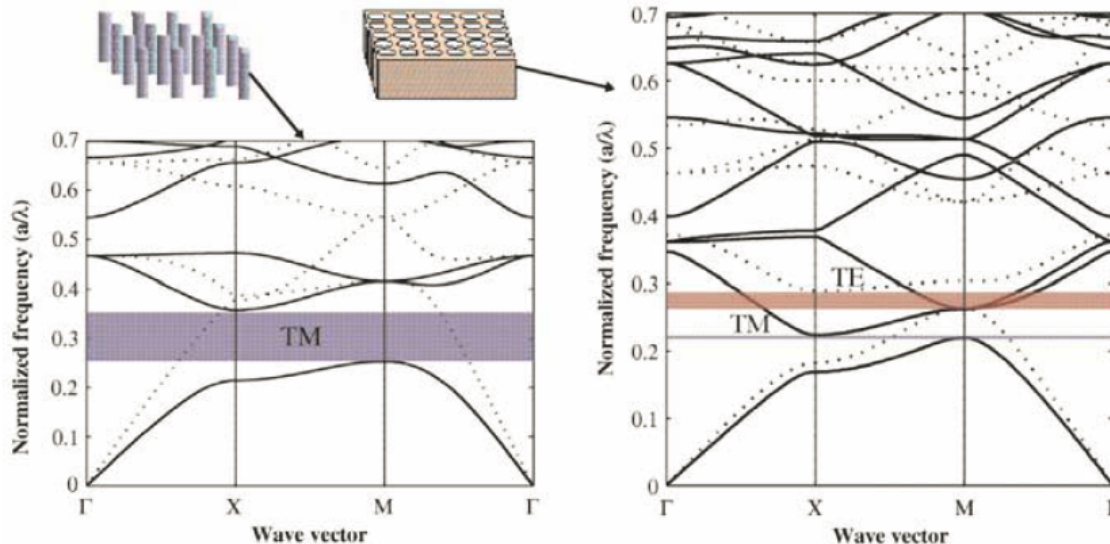 Normalized frequency (a/λ)
0.7
0.6
0.5
0.4
0.3
0.2
0.1
0
TM
Γ
X
M
Γ
Wave vector
Normalized frequency (a/λ)
0.7
0.6
0.5
0.4
0.3
0.2
0.1
0
TE
TM
Γ
X
M
Wave vector